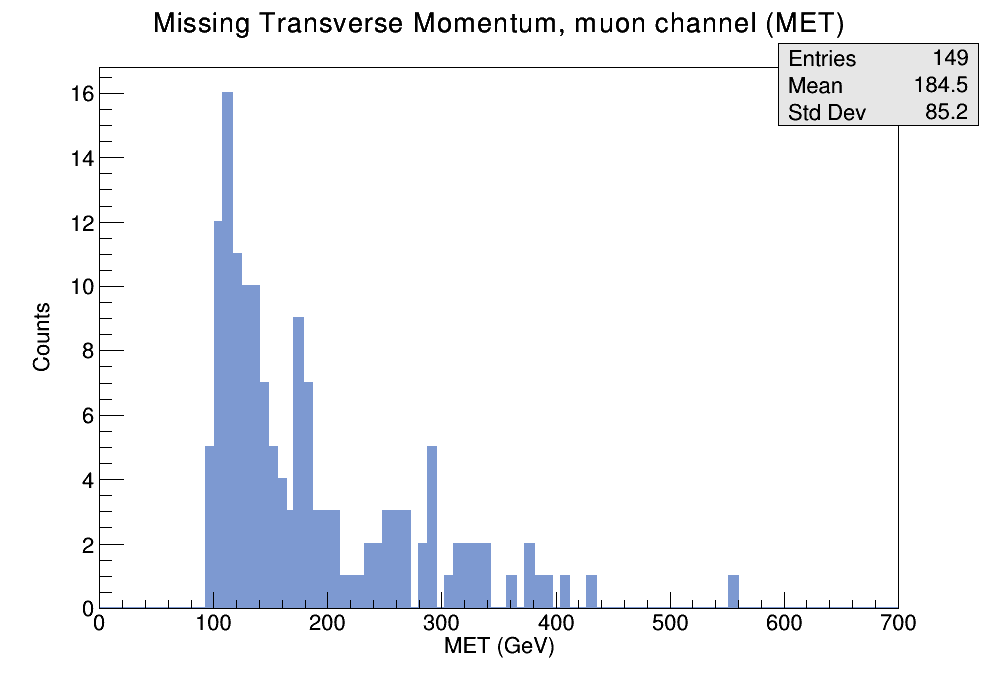 Missing Transverse Momentum, muon channel (MET)
Entries 149
Mean 184.5
Std Dev 85.2
16
14
12
10
8
6
4
2
0
Counts
0 100 200 300 400 500 600 700
MET (GeV)